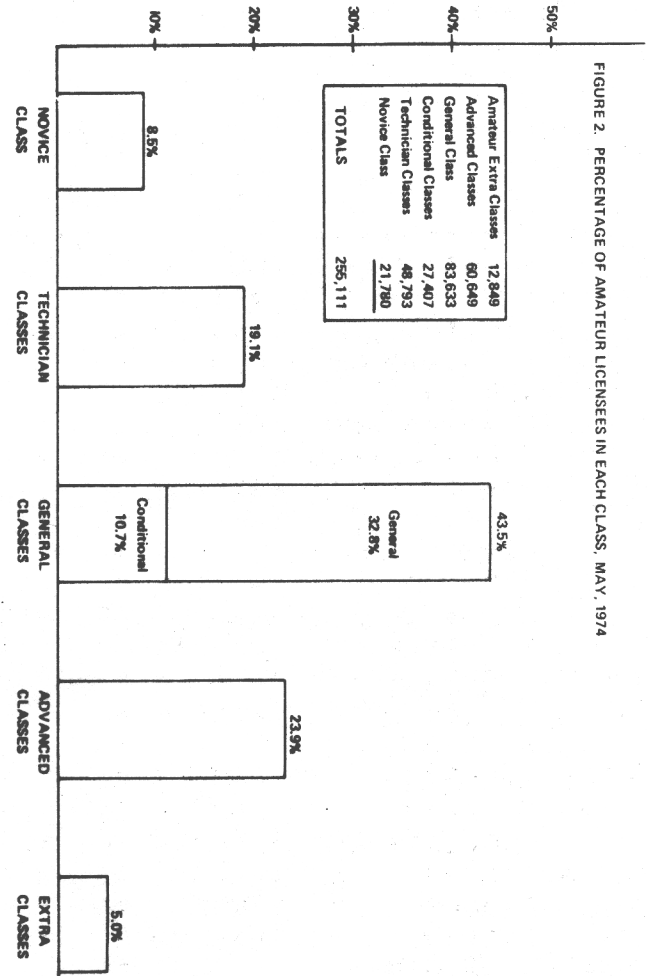 FIGURE 2. PERCENTAGE OF AMATEUR LICENSEES IN EACH CLASS, MAY, 1974
50%
40%
30%
20%
10%
Amateur Extra Classes 12,849
Advanced Classes 60,649
General Class 83,633
Conditional Classes 27,407
Technician Classes 48,793
Novice Class 21,780
TOTALS 255,111
8.5%
19.1%
43.5%
General
32.8%
Conditional
10.7%
23.9%
5.0%
NOVICE
CLASS
TECHNICIAN
CLASSES
GENERAL
CLASSES
ADVANCED
CLASSES
EXTRA
CLASSES